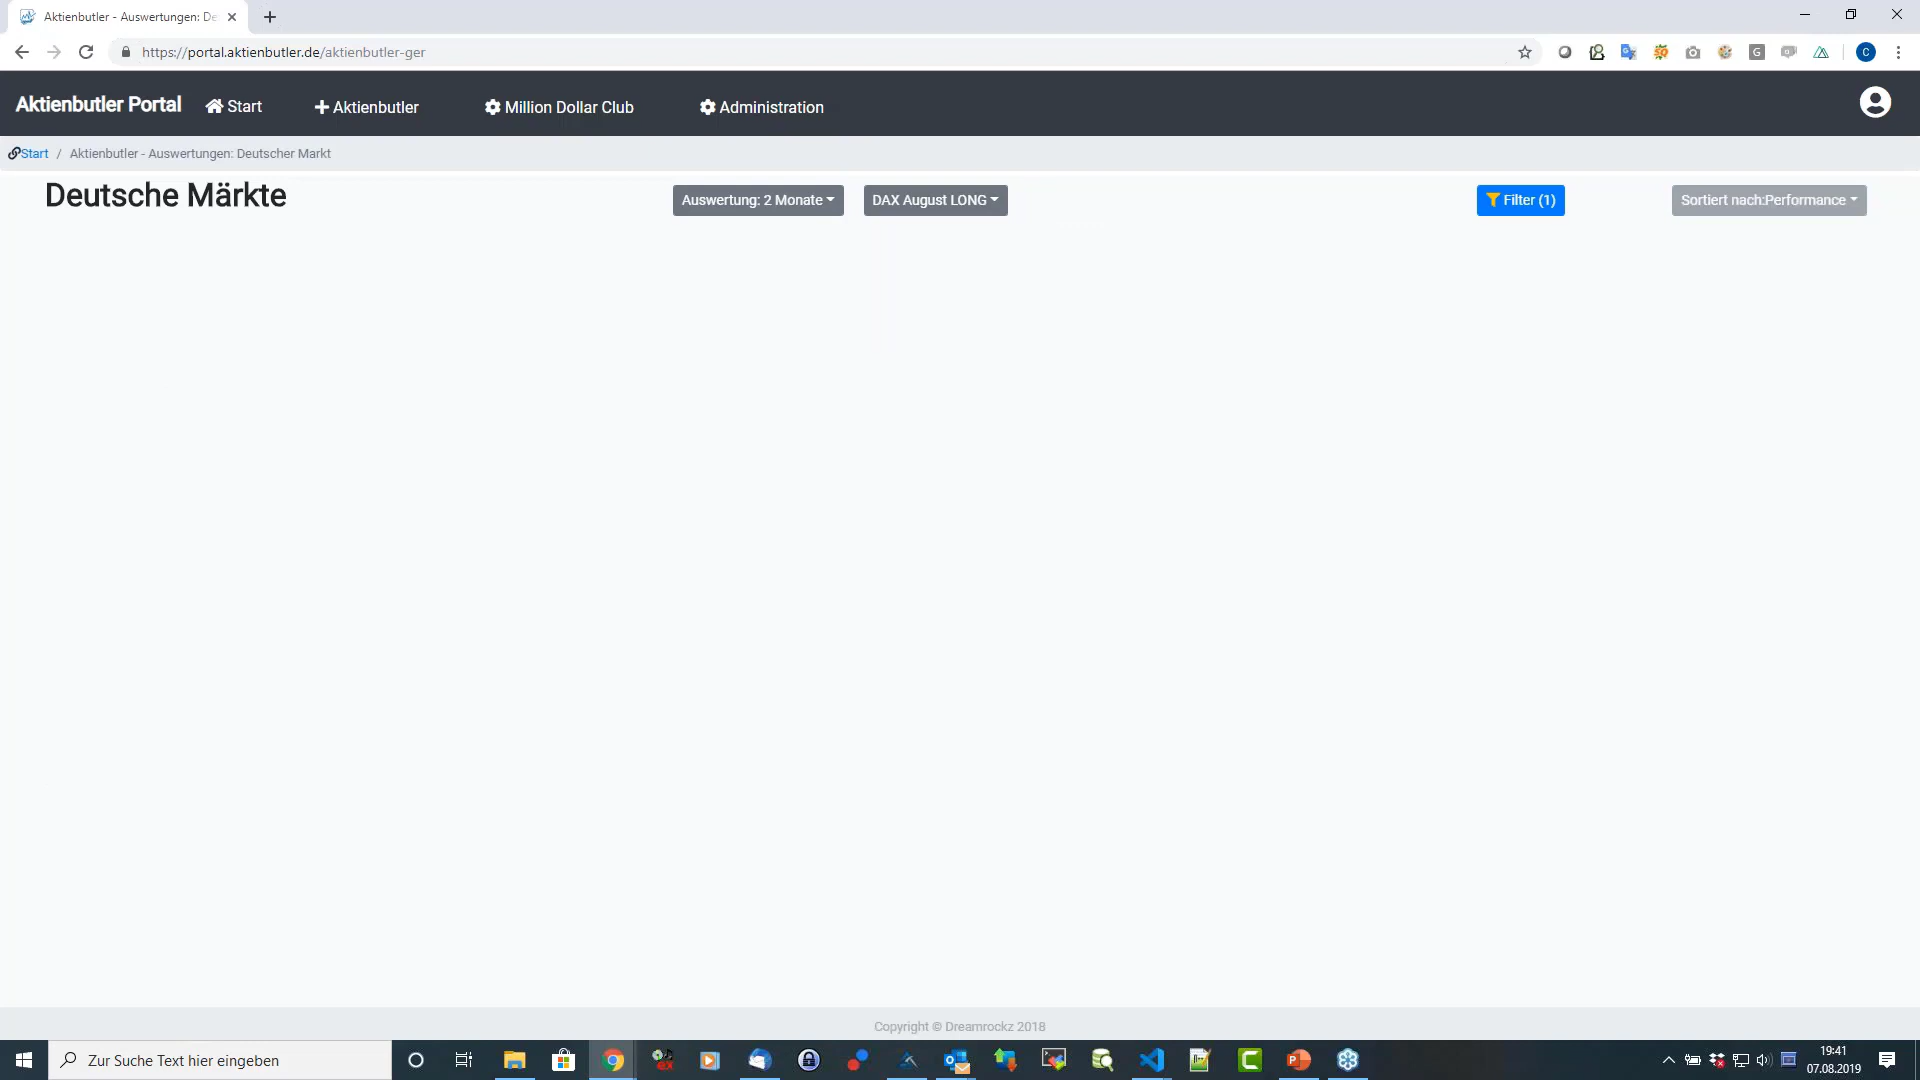 Aktienbutler - Auswertungen: De
https://portal.aktienbutler.de/aktienbutler-ger
Aktienbutler Portal Start Aktienbutler Million Dollar Club Administration
Start / Aktienbutler - Auswertungen: Deutscher Markt
Deutsche Märkte Auswertung: 2 Monate DAX August LONG Filter (1) Sortiert nach:Performance
Copyright © Dreamrockz 2018
Zur Suche Text hier eingeben
19:41
07.08.2019